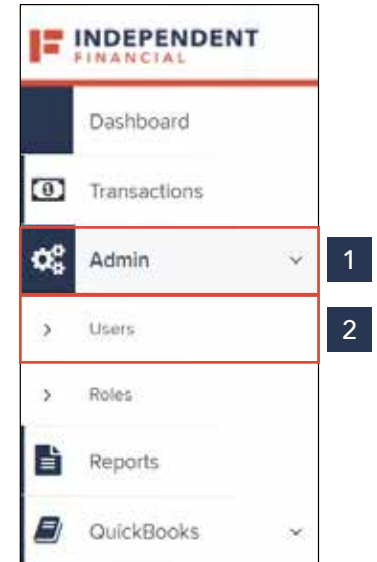 INDEPENDENT
FINANCIAL
Dashboard
Transactions
Admin
1
Users
2
Roles
Reports
QuickBooks